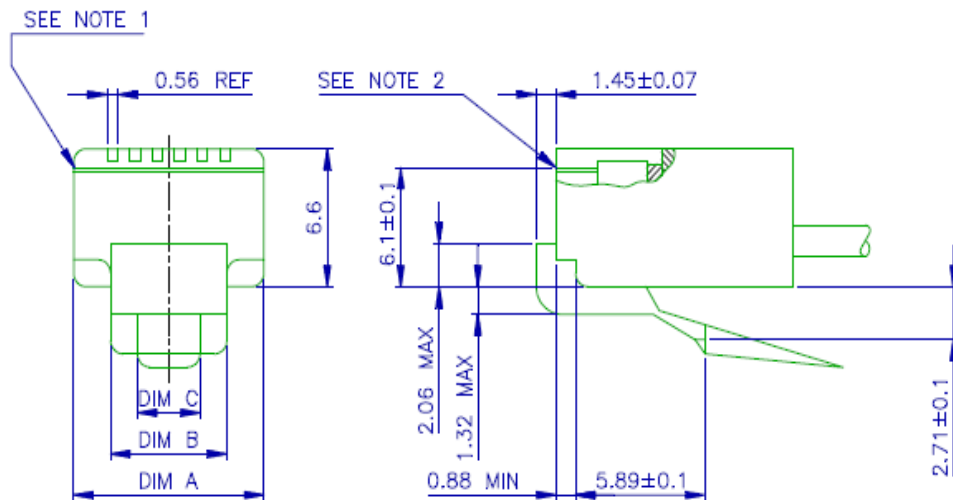 SEE NOTE 1
0.56 REF
SEE NOTE 2
1.45±0.07
6.6
6.1±0.1
2.06 MAX
1.32 MAX
2.71±0.1
DIM C
DIM B
DIM A
0.88 MIN
5.89±0.1